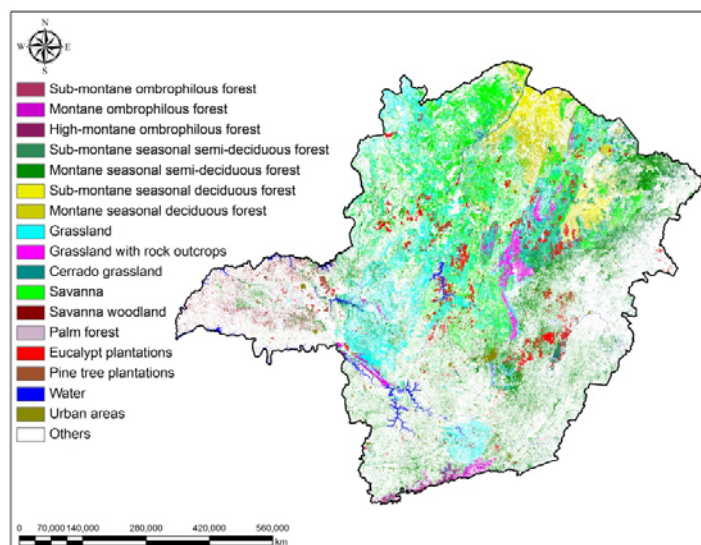 N
W E
S
Sub-montane ombrophilous forest
Montane ombrophilous forest
High-montane ombrophilous forest
Sub-montane seasonal semi-deciduous forest
Montane seasonal semi-deciduous forest
Sub-montane seasonal deciduous forest
Montane seasonal deciduous forest
Grassland
Grassland with rock outcrops
Cerrado grassland
Savanna
Savanna woodland
Palm forest
Eucalypt plantations
Pine tree plantations
Water
Urban areas
Others
0 70,000 140,000 280,000 420,000 560,000
km